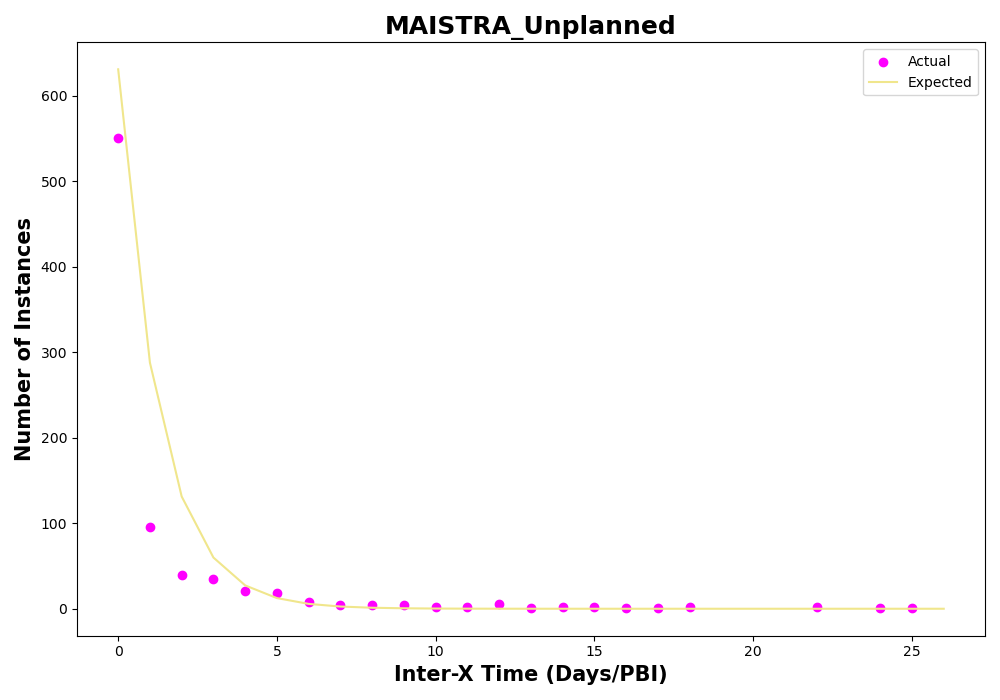 MAISTRA_Unplanned
Actual
Expected
Number of Instances
600
500
400
300
200
100
0
0 5 10 15 20 25
Inter-X Time (Days/PBI)